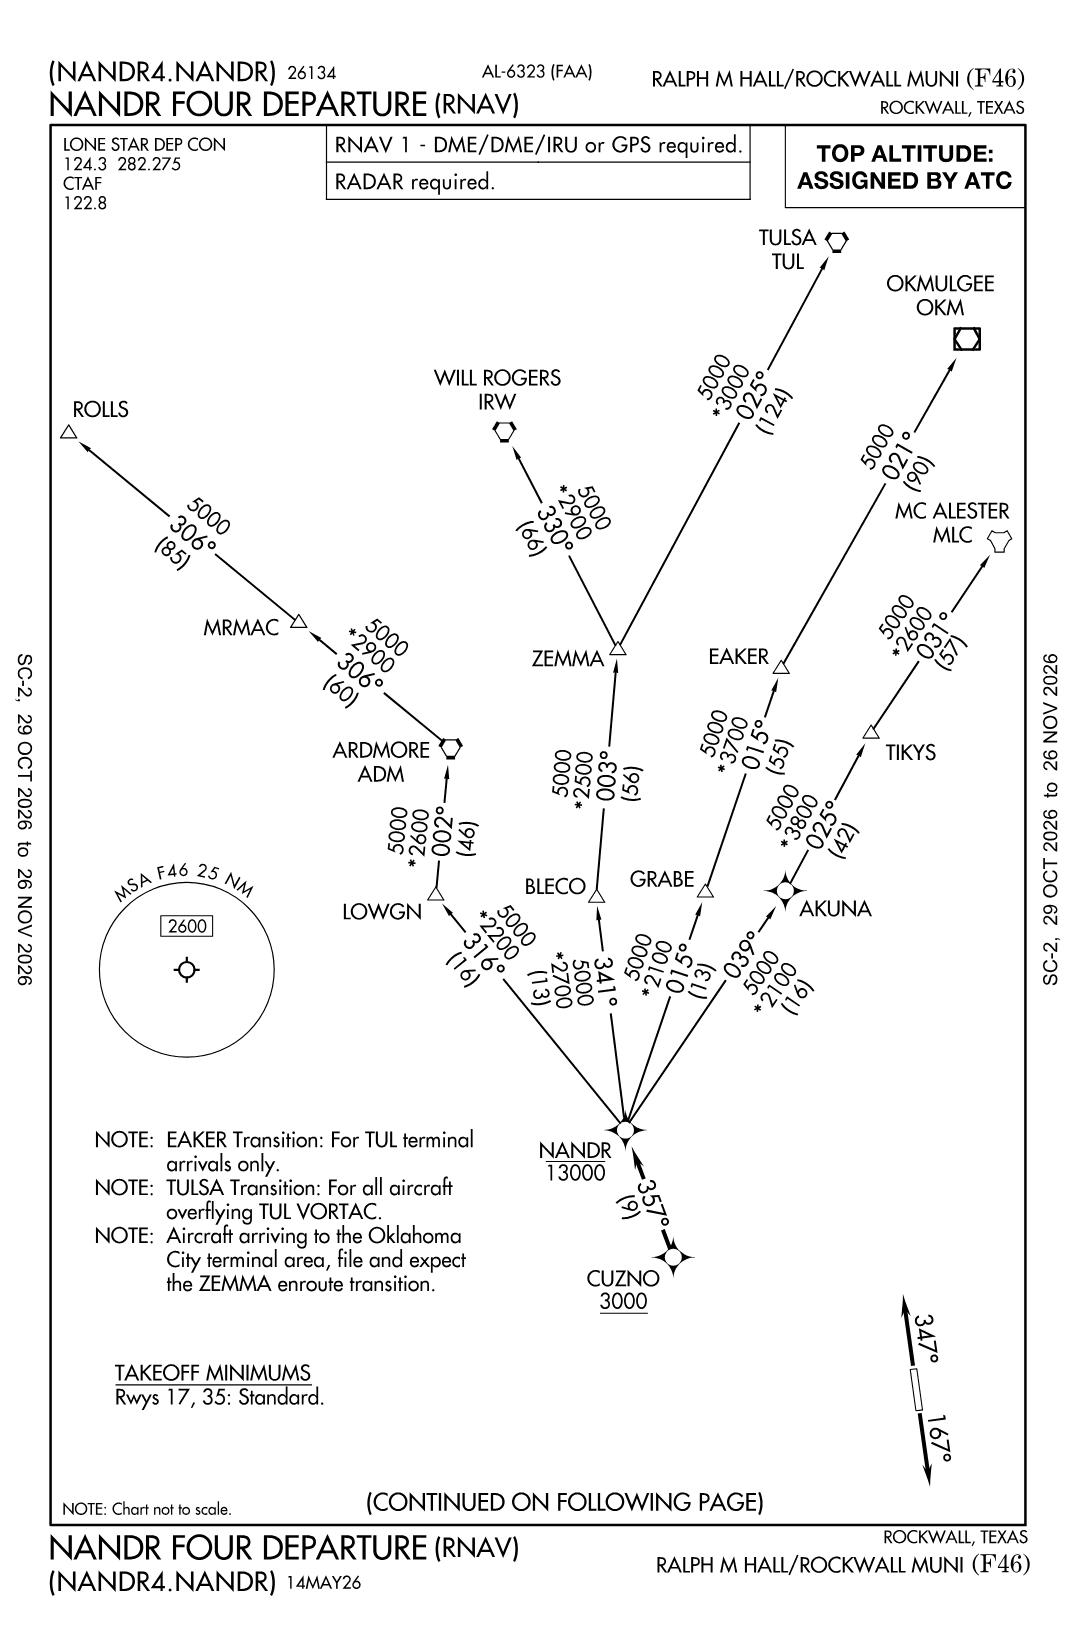 (NANDR4.NANDR) 26134
AL-6323 (FAA)
RALPH M HALL/ROCKWALL MUNI (F46)
NANDR FOUR DEPARTURE (RNAV)
ROCKWALL, TEXAS
LONE STAR DEP CON
124.3 282.275
CTAF
122.8
RNAV 1 - DME/DME/IRU or GPS required.
RADAR required.
TOP ALTITUDE:
ASSIGNED BY ATC
TULSA
TUL
OKMULGEE
OKM
5000
*3000
025°
(124)
WILL ROGERS
IRW
ROLLS
5000
021°
(90)
5000
*2900
330°
(66)
MC ALESTER
MLC
5000
306°
(85)
5000
*2600
031°
(57)
MRMAC
5000
*2900
306°
(60)
ZEMMA
EAKER
ARDMORE
ADM
5000
*2500
003°
(56)
5000
*3700
015°
(55)
TIKYS
5000
*2600
002°
(46)
5000
*3800
025°
(42)
MSA F46 25 NM
2600
LOWGN
BLECO
GRABE
AKUNA
5000
*2200
316°
(16)
341°
5000
*2700
(13)
5000
*2100
015°
(13)
039°
5000
*2100
(16)
NANDR
13000
357°
(9)
CUZNO
3000
NOTE: EAKER Transition: For TUL terminal
arrivals only.
NOTE: TULSA Transition: For all aircraft
overflying TUL VORTAC.
NOTE: Aircraft arriving to the Oklahoma
City terminal area, file and expect
the ZEMMA enroute transition.
347°
167°
TAKEOFF MINIMUMS
Rwys 17, 35: Standard.
NOTE: Chart not to scale.
(CONTINUED ON FOLLOWING PAGE)
NANDR FOUR DEPARTURE (RNAV)
ROCKWALL, TEXAS
(NANDR4.NANDR) 14MAY26
RALPH M HALL/ROCKWALL MUNI (F46)
SC-2, 29 OCT 2026 to 26 NOV 2026
SC-2, 29 OCT 2026 to 26 NOV 2026